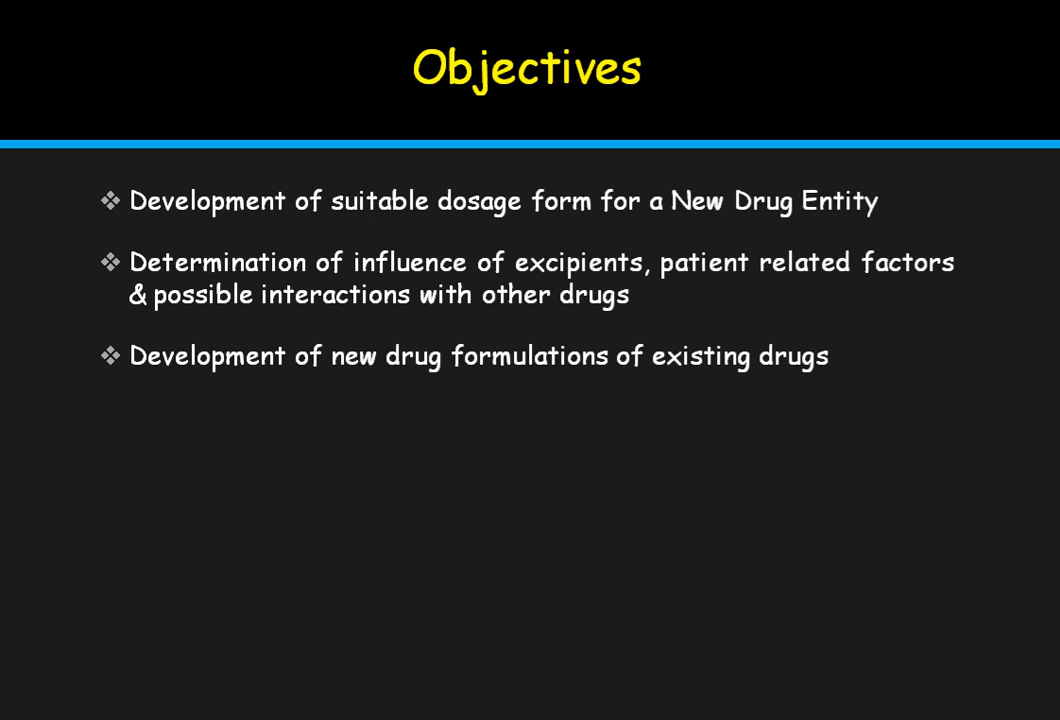 Objectives
❖ Development of suitable dosage form for a New Drug Entity
❖ Determination of influence of excipients, patient related factors
& possible interactions with other drugs
❖ Development of new drug formulations of existing drugs